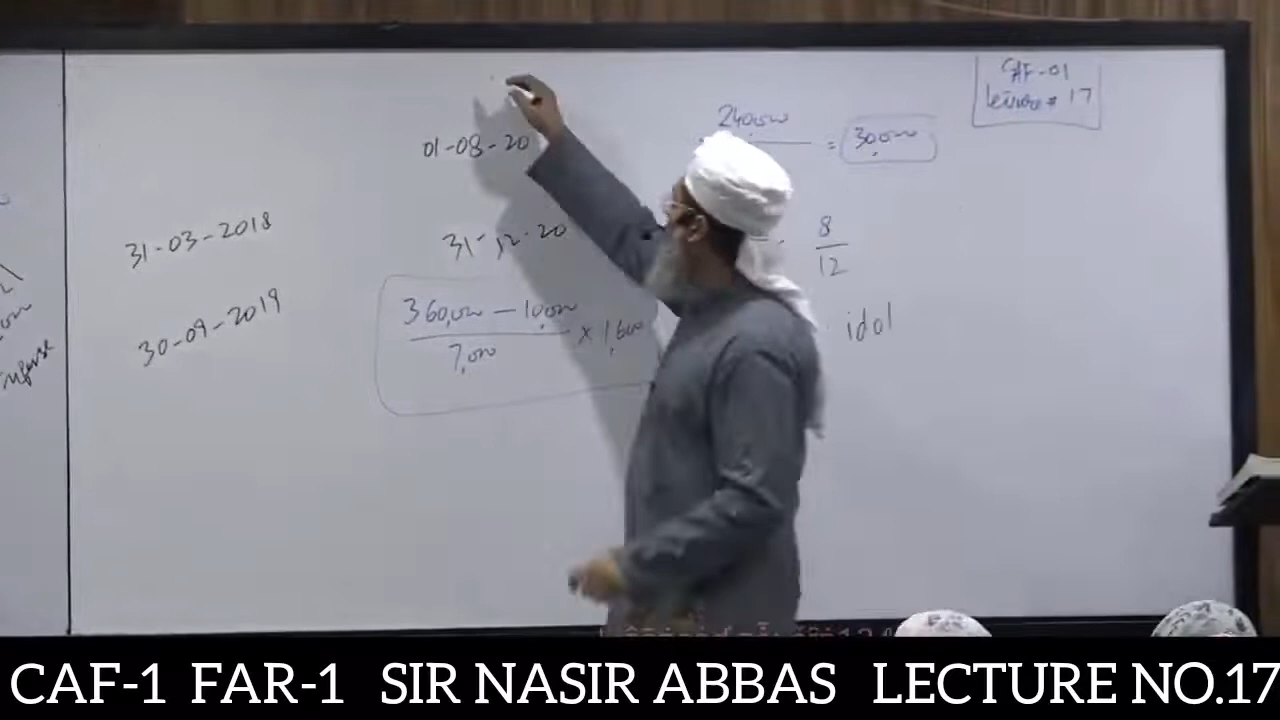 CAF-01
Lecture # 17
240,000
= 30,000
01-08-20
31-03-2018
31-12-20
8
12
30-09-2019
360,000 - 10,000
7,000
x 1,600
idol
CAF-1 FAR-1 SIR NASIR ABBAS LECTURE NO.17